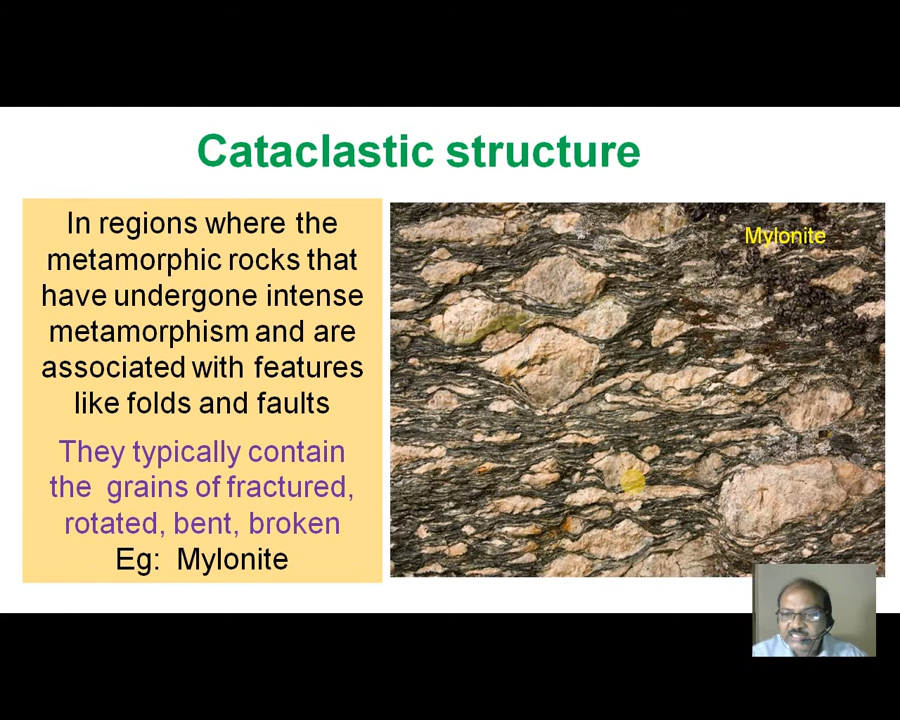 Cataclastic structure
In regions where the
metamorphic rocks that
have undergone intense
metamorphism and are
associated with features
like folds and faults
They typically contain
the grains of fractured,
rotated, bent, broken
Eg: Mylonite
Mylonite